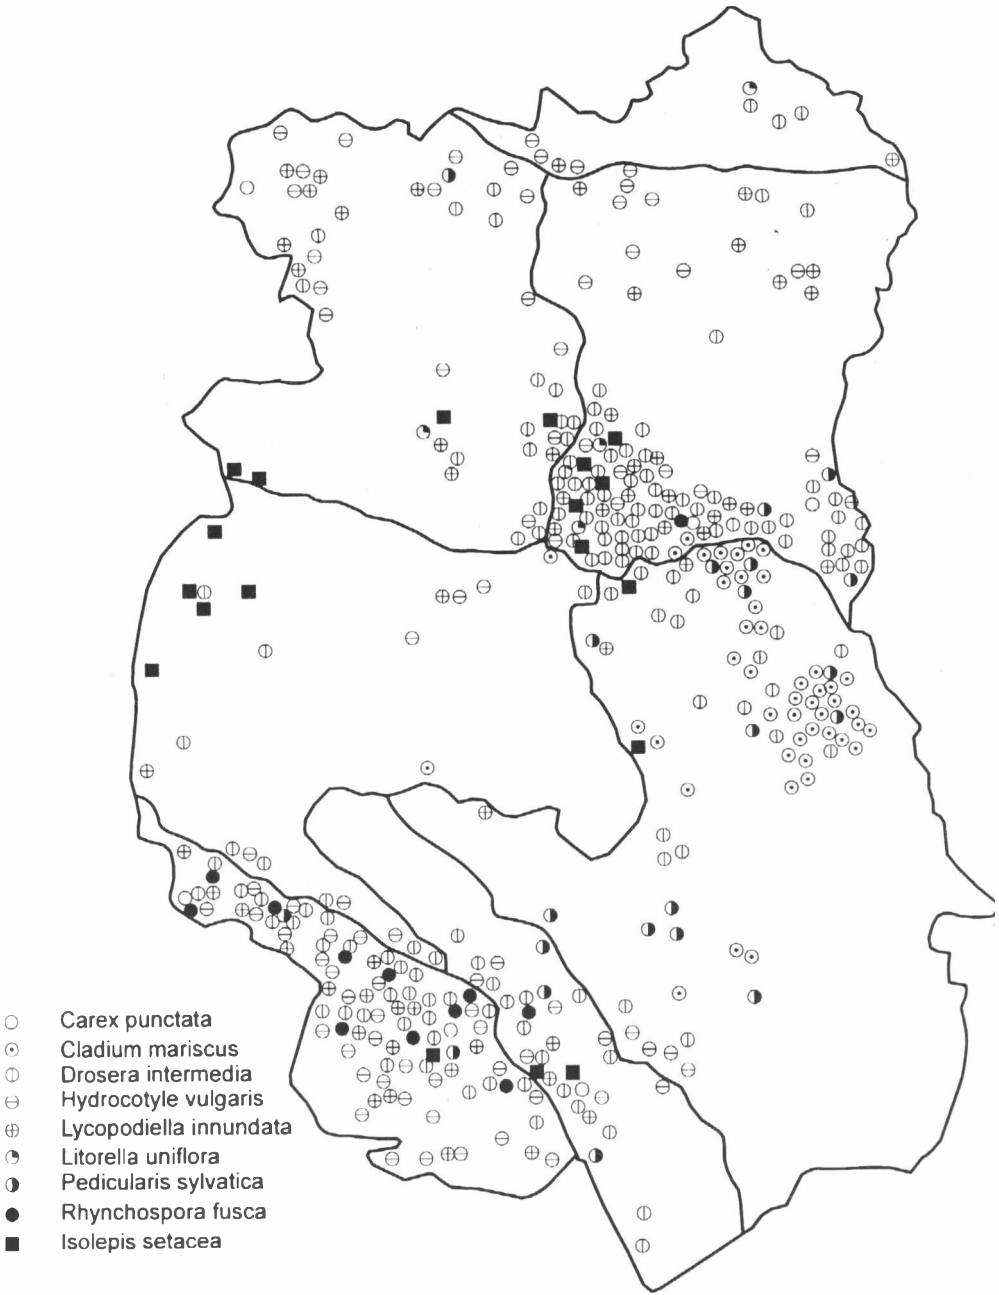 Carex punctata
Cladium mariscus
Drosera intermedia
Hydrocotyle vulgaris
Lycopodiella innundata
Litorella uniflora
Pedicularis sylvatica
Rhynchospora fusca
Isolepis setacea